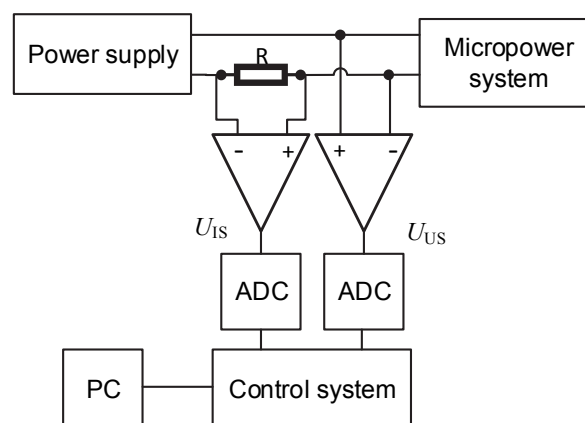 Power supply
R
Micropower
system
- +
+ -
U_IS
U_US
ADC
ADC
PC
Control system